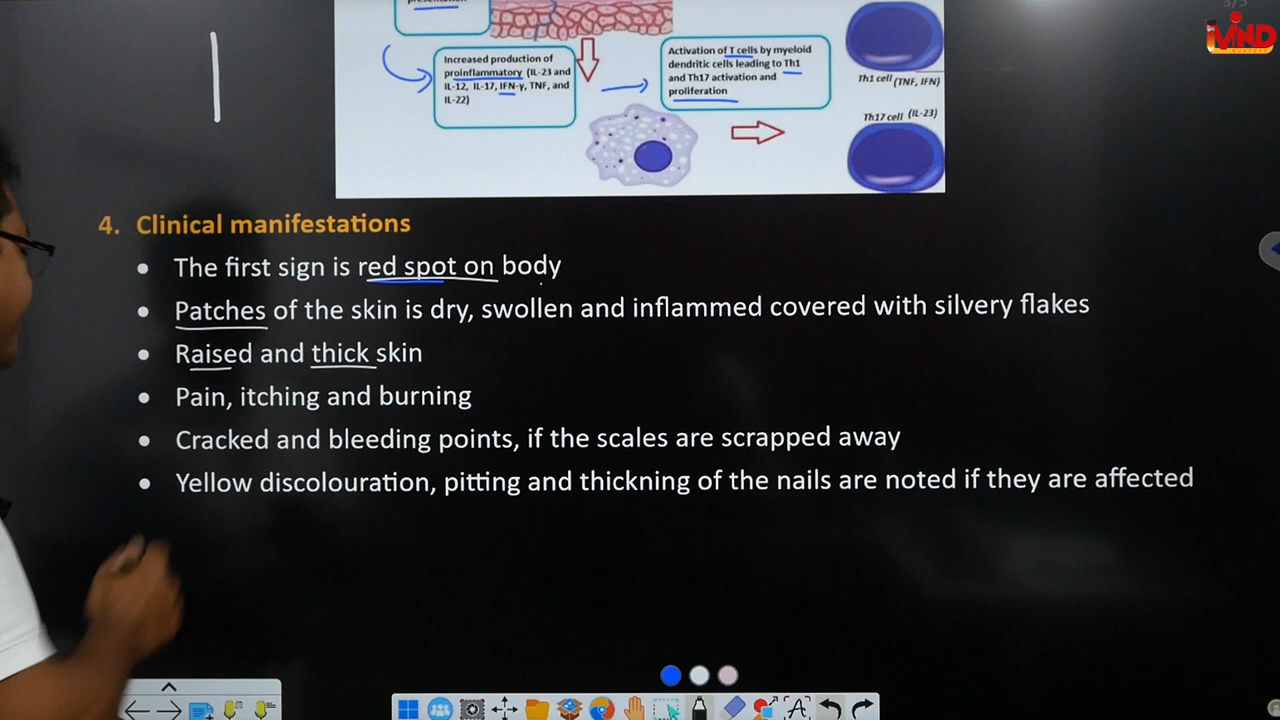 3/5
MIND
Increased production of
proinflammatory (IL-23 and
IL-12, IL-17, IFN-γ, TNF, and
IL-22)
Activation of T cells by myeloid
dendritic cells leading to Th1
and Th17 activation and
proliferation
Th1 cell (TNF, IFN)
Th17 cell (IL-23)
4. Clinical manifestations
• The first sign is red spot on body
• Patches of the skin is dry, swollen and inflammed covered with silvery flakes
• Raised and thick skin
• Pain, itching and burning
• Cracked and bleeding points, if the scales are scrapped away
• Yellow discolouration, pitting and thickning of the nails are noted if they are affected